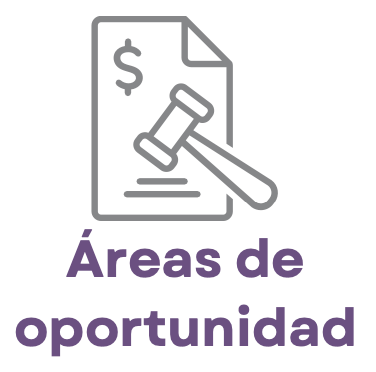 $
Áreas de
oportunidad